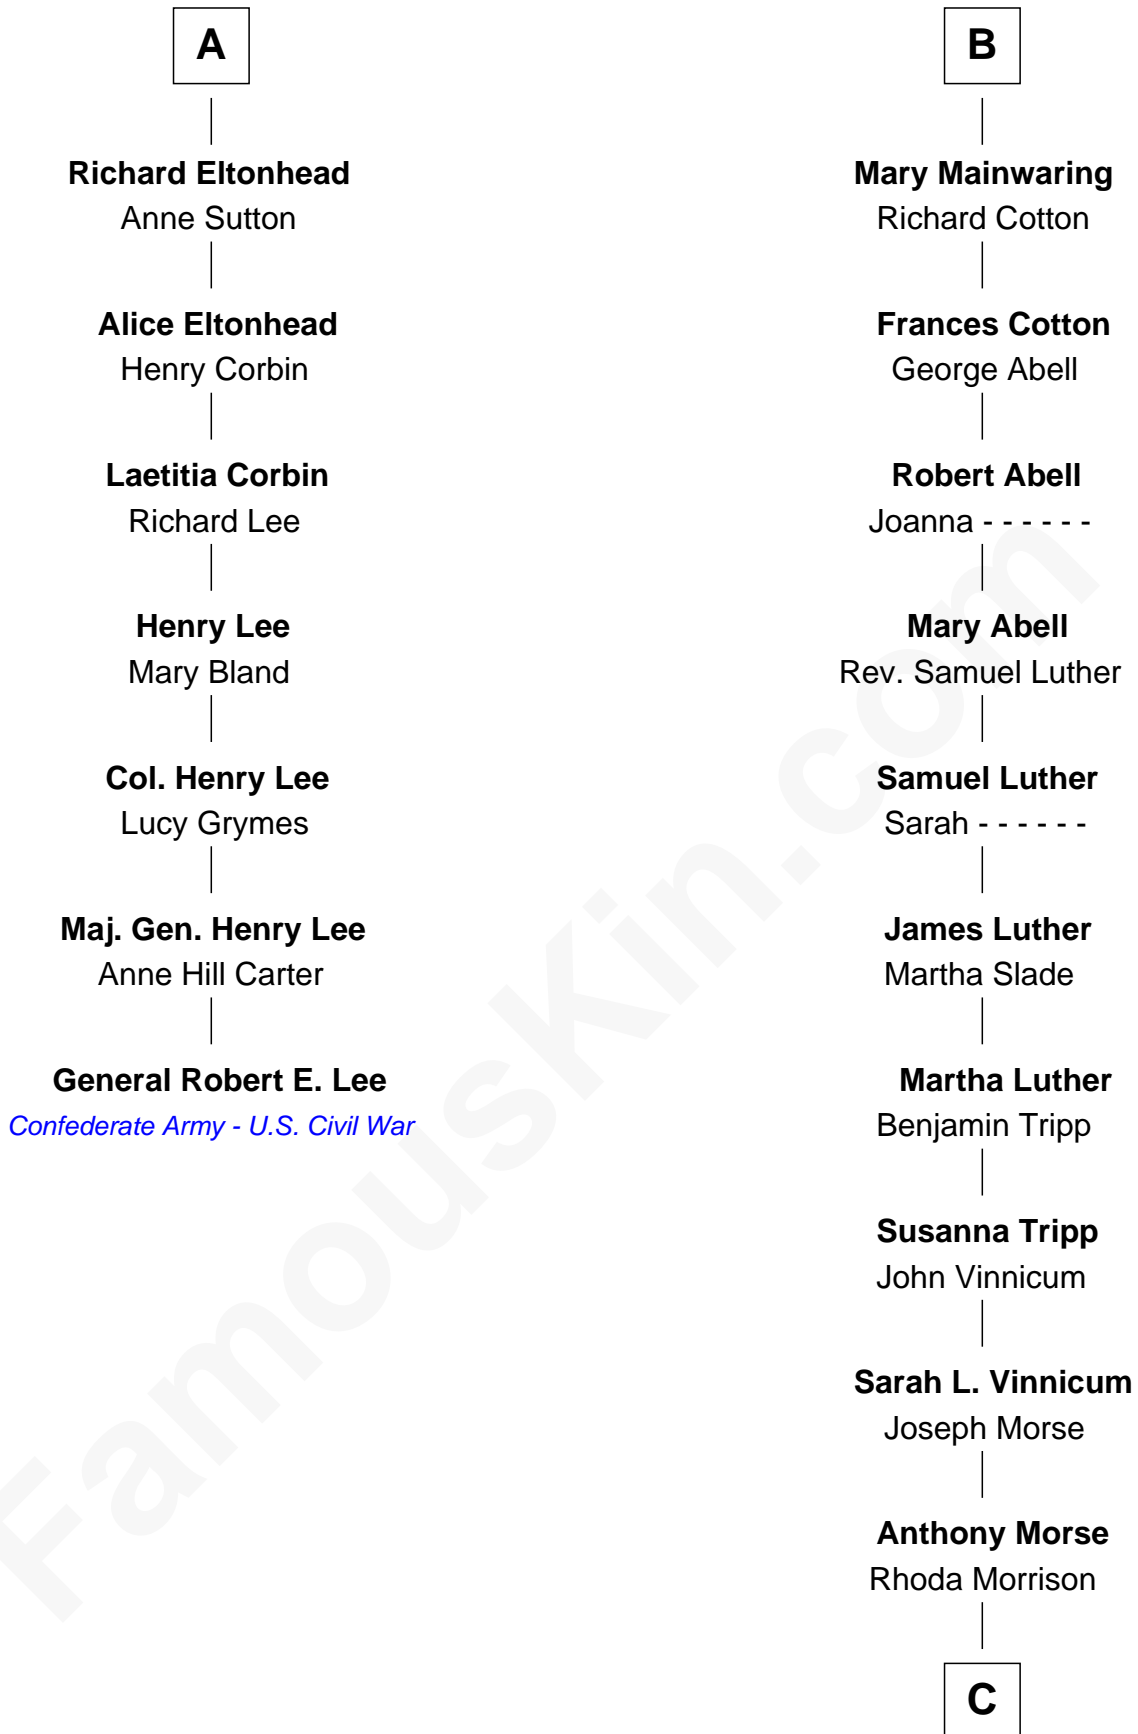 A
Richard Eltonhead
Anne Sutton
Alice Eltonhead
Henry Corbin
Laetitia Corbin
Richard Lee
Henry Lee
Mary Bland
Col. Henry Lee
Lucy Grymes
Maj. Gen. Henry Lee
Anne Hill Carter
General Robert E. Lee
Confederate Army - U.S. Civil War
B
Mary Mainwaring
Richard Cotton
Frances Cotton
George Abell
Robert Abell
Joanna - - - - - -
Mary Abell
Rev. Samuel Luther
Samuel Luther
Sarah - - - - - -
James Luther
Martha Slade
Martha Luther
Benjamin Tripp
Susanna Tripp
John Vinnicum
Sarah L. Vinnicum
Joseph Morse
Anthony Morse
Rhoda Morrison
C
FamousKin.com